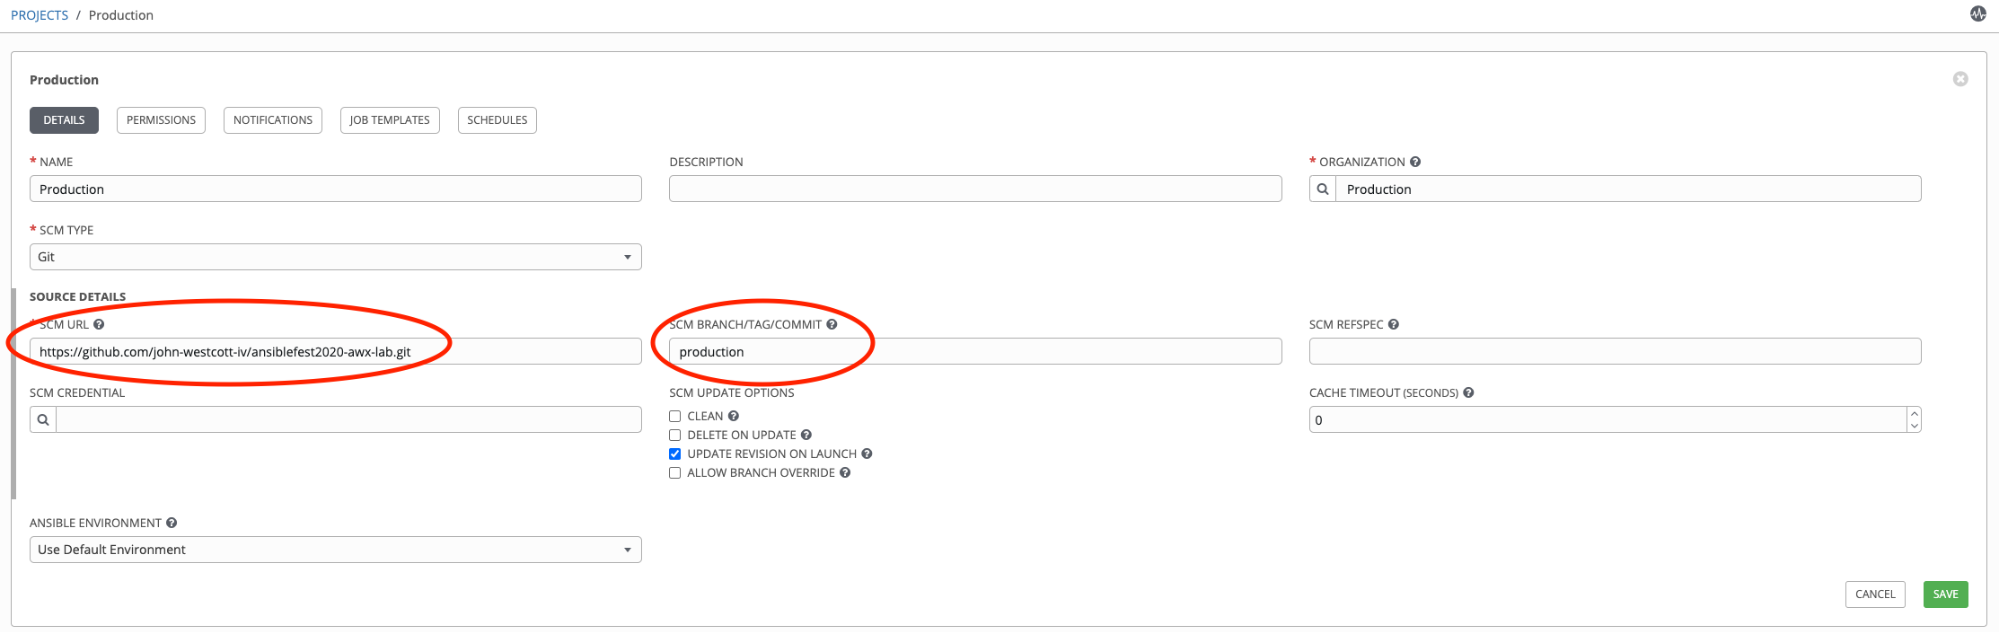 PROJECTS / Production
Production
DETAILS PERMISSIONS NOTIFICATIONS JOB TEMPLATES SCHEDULES
* NAME DESCRIPTION * ORGANIZATION ?
Production Production
* SCM TYPE
Git
SOURCE DETAILS
* SCM URL ? SCM BRANCH/TAG/COMMIT ? SCM REFSPEC ?
https://github.com/john-westcott-iv/ansiblefest2020-awx-lab.git production
SCM CREDENTIAL SCM UPDATE OPTIONS CACHE TIMEOUT (SECONDS) ?
CLEAN ?
0
DELETE ON UPDATE ?
UPDATE REVISION ON LAUNCH ?
ALLOW BRANCH OVERRIDE ?
ANSIBLE ENVIRONMENT ?
Use Default Environment
CANCEL SAVE